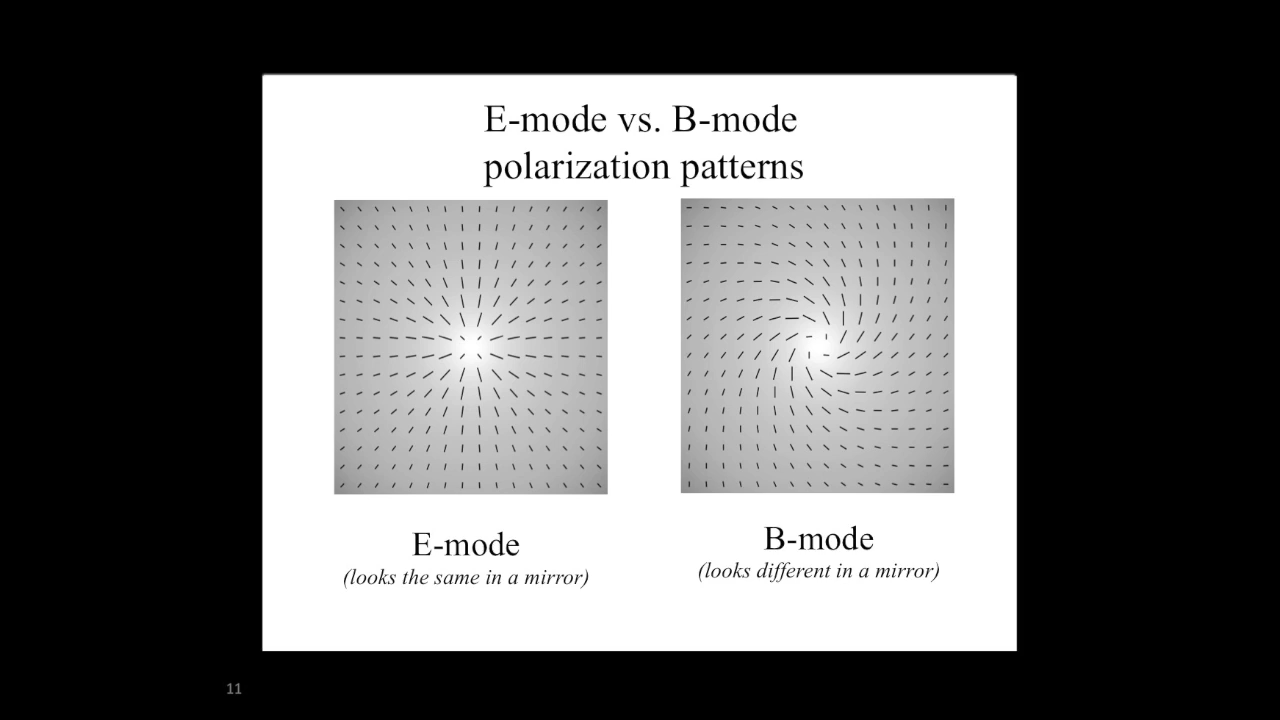 E-mode vs. B-mode
polarization patterns
E-mode
(looks the same in a mirror)
B-mode
(looks different in a mirror)
11